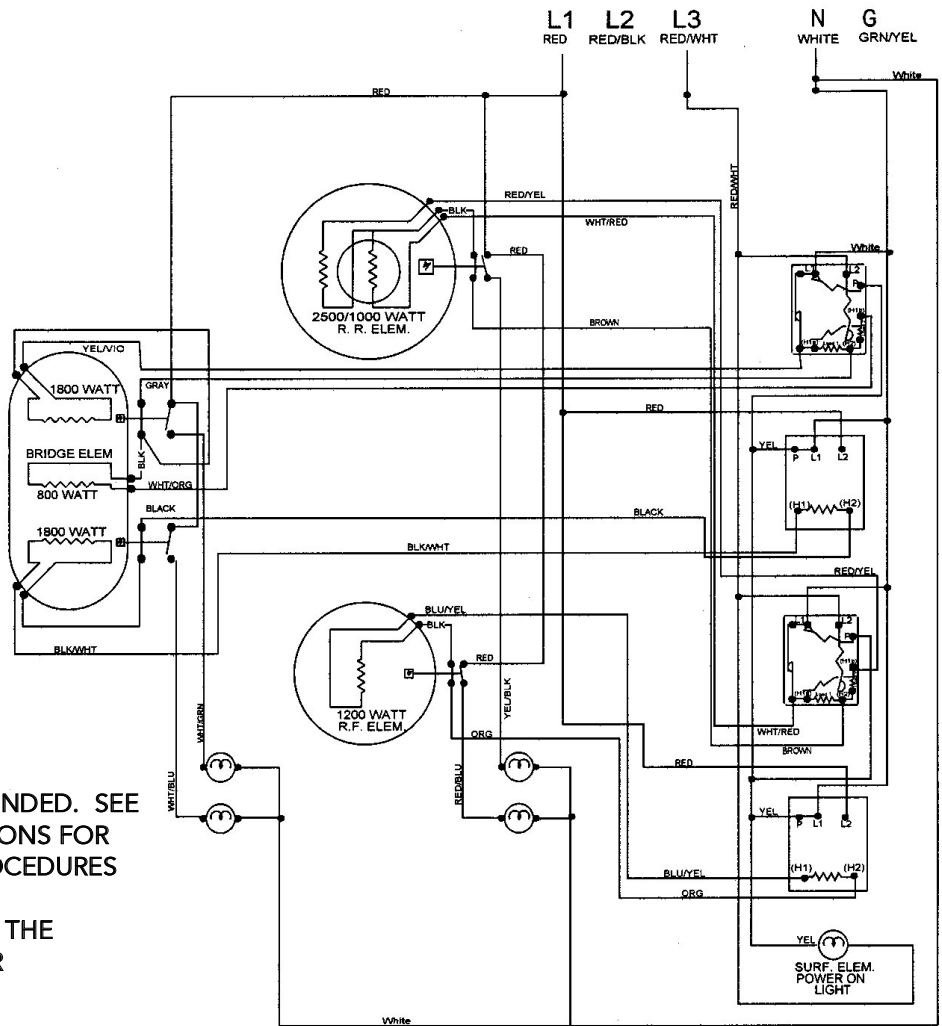 L1 L2 L3 N G
RED RED/BLK RED/WHT WHITE GRN/YEL
White
RED
RED/WHT
RED/YEL
BLK
WHT/RED
RED
White
L1 L2
P
2500/1000 WATT
R. R. ELEM.
BROWN
YEL/VIO
1800 WATT
GRAY
RED
BRIDGE ELEM
BLK
YEL
P L1 L2
WHT/ORG
800 WATT
BLACK
BLACK
(H1) (H2)
1800 WATT
BLK/WHT
RED/YEL
BLU/YEL
BLK
L1 L2
P
BLK/WHT
RED
YEL/BLK
1200 WATT
R.F. ELEM.
WHT/GRN
ORG
WHT/RED
BROWN
RED
WHT/BLU
RED/BLU
NDED. SEE
ONS FOR
OCEDURES
YEL
P L1 L2
(H1) (H2)
BLU/YEL
ORG
THE
R
YEL
SURF. ELEM.
POWER ON
LIGHT
White